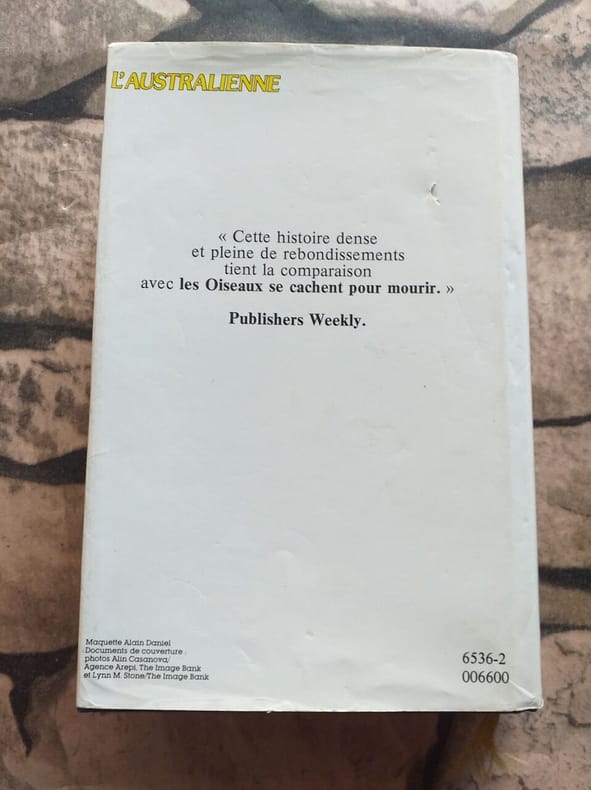 L'AUSTRALIENNE
« Cette histoire dense
et pleine de rebondissements
tient la comparaison
avec les Oiseaux se cachent pour mourir. »
Publishers Weekly.
Maquette Alain Daniel
Documents de couverture :
photos Alin Casanova/
Agence Arepi, The Image Bank
et Lynn M. Stone/The Image Bank
6536-2
006600